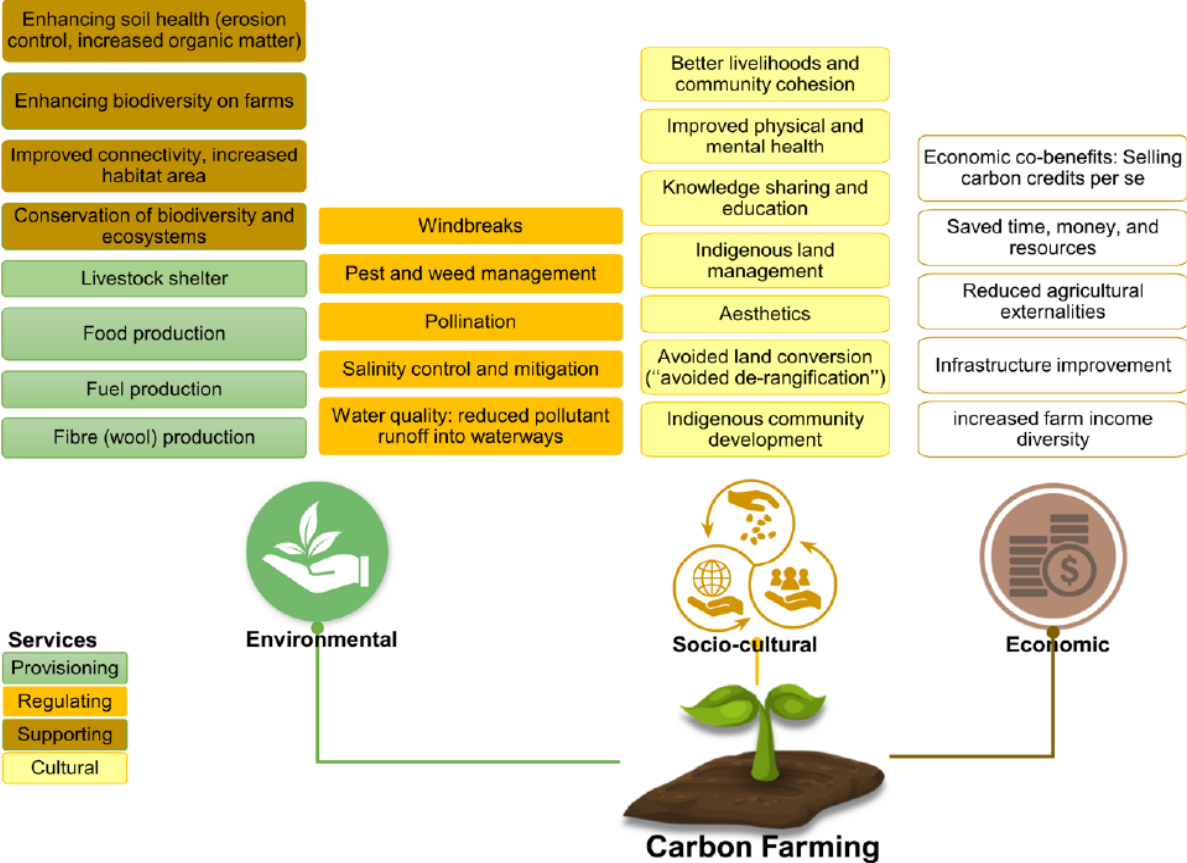 Enhancing soil health (erosion
control, increased organic matter)
Enhancing biodiversity on farms
Improved connectivity, increased
habitat area
Conservation of biodiversity and
ecosystems
Livestock shelter
Food production
Fuel production
Fibre (wool) production
Windbreaks
Pest and weed management
Pollination
Salinity control and mitigation
Water quality: reduced pollutant
runoff into waterways
Better livelihoods and
community cohesion
Improved physical and
mental health
Knowledge sharing and
education
Indigenous land
management
Aesthetics
Avoided land conversion
(“avoided de-rangification”)
Indigenous community
development
Economic co-benefits: Selling
carbon credits per se
Saved time, money, and
resources
Reduced agricultural
externalities
Infrastructure improvement
increased farm income
diversity
$
Environmental
Socio-cultural
Economic
Services
Provisioning
Regulating
Supporting
Cultural
Carbon Farming